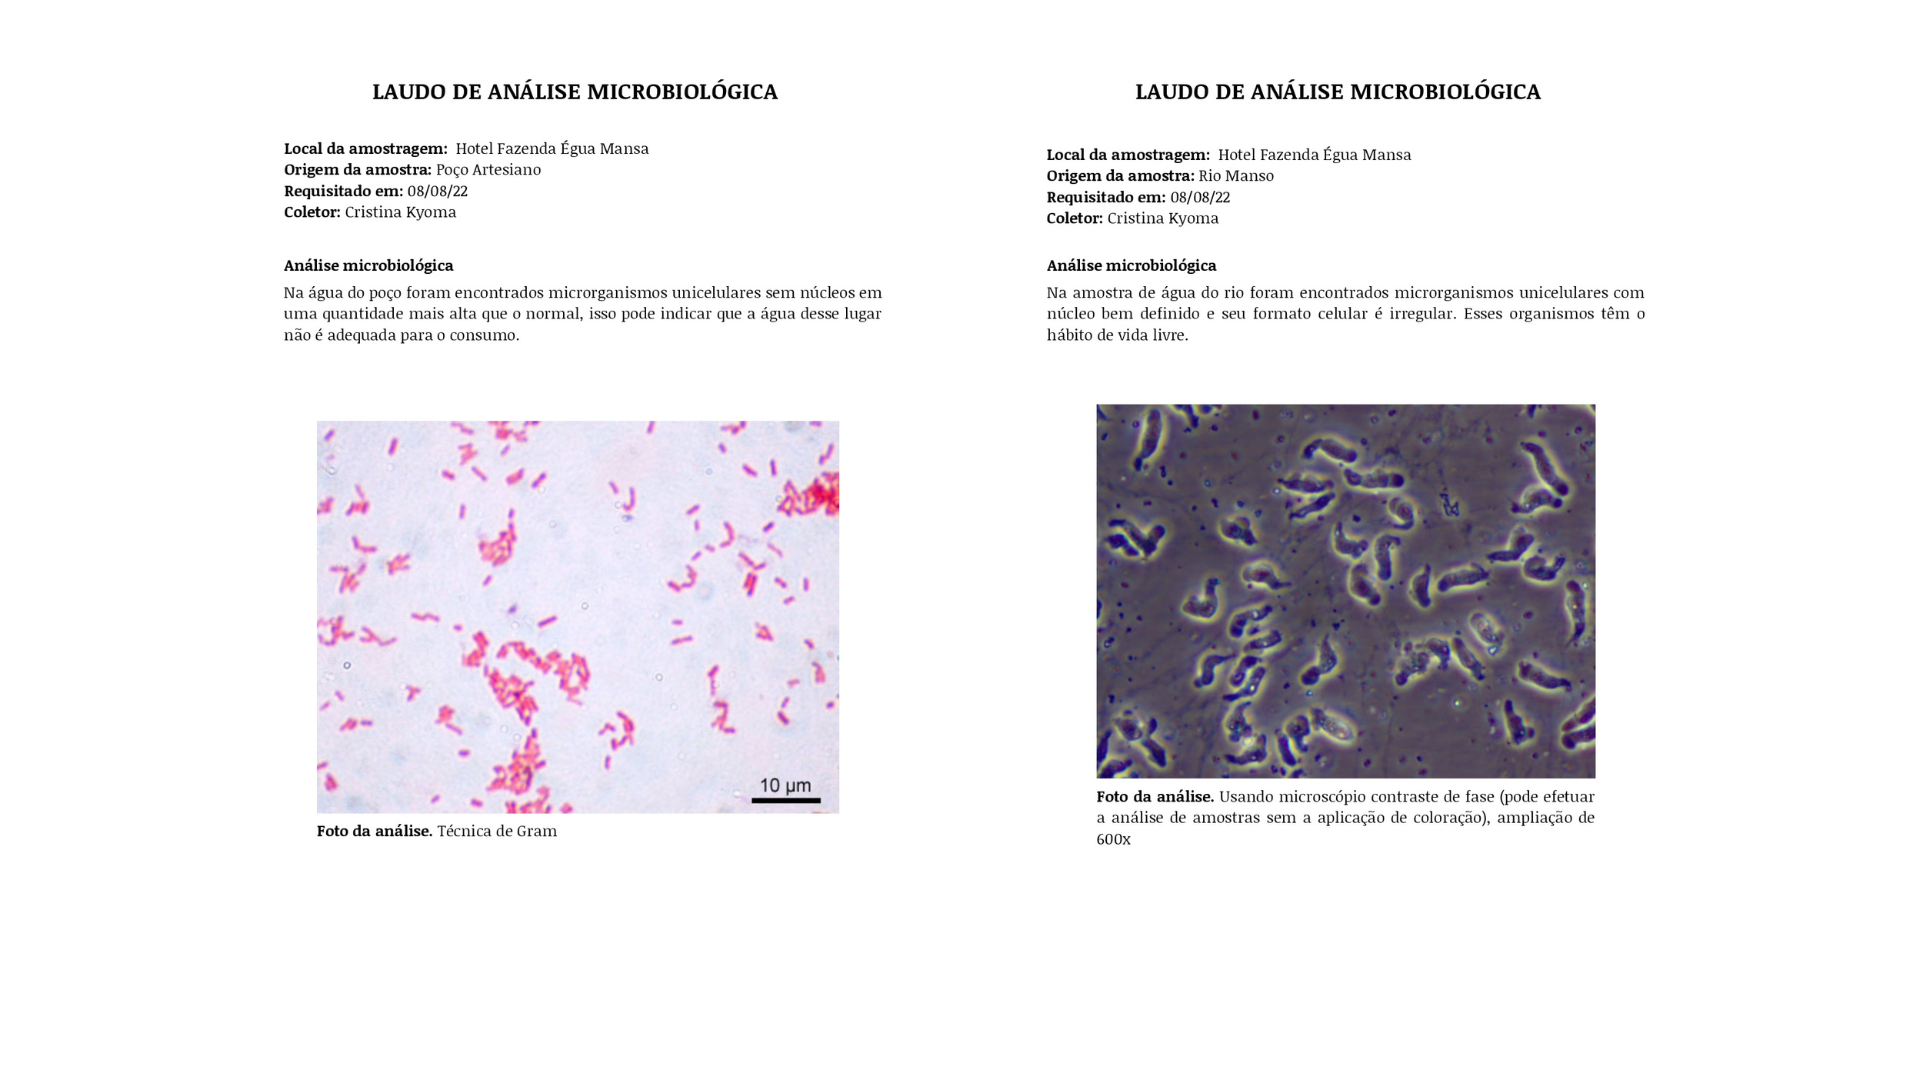 LAUDO DE ANÁLISE MICROBIOLÓGICA
Local da amostragem: Hotel Fazenda Égua Mansa
Origem da amostra: Poço Artesiano
Requisitado em: 08/08/22
Coletor: Cristina Kyoma
Análise microbiológica
Na água do poço foram encontrados microrganismos unicelulares sem núcleos em
uma quantidade mais alta que o normal, isso pode indicar que a água desse lugar
não é adequada para o consumo.
10 µm
Foto da análise. Técnica de Gram
LAUDO DE ANÁLISE MICROBIOLÓGICA
Local da amostragem: Hotel Fazenda Égua Mansa
Origem da amostra: Rio Manso
Requisitado em: 08/08/22
Coletor: Cristina Kyoma
Análise microbiológica
Na amostra de água do rio foram encontrados microrganismos unicelulares com
núcleo bem definido e seu formato celular é irregular. Esses organismos têm o
hábito de vida livre.
Foto da análise. Usando microscópio contraste de fase (pode efetuar
a análise de amostras sem a aplicação de coloração), ampliação de
600x